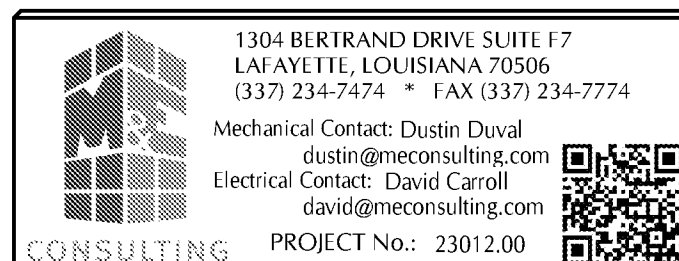 1304 BERTRAND DRIVE SUITE F7
LAFAYETTE, LOUISIANA 70506
(337) 234-7474 * FAX (337) 234-7774
Mechanical Contact: Dustin Duval
dustin@meconsulting.com
Electrical Contact: David Carroll
david@meconsulting.com
PROJECT No.: 23012.00
M&E
CONSULTING